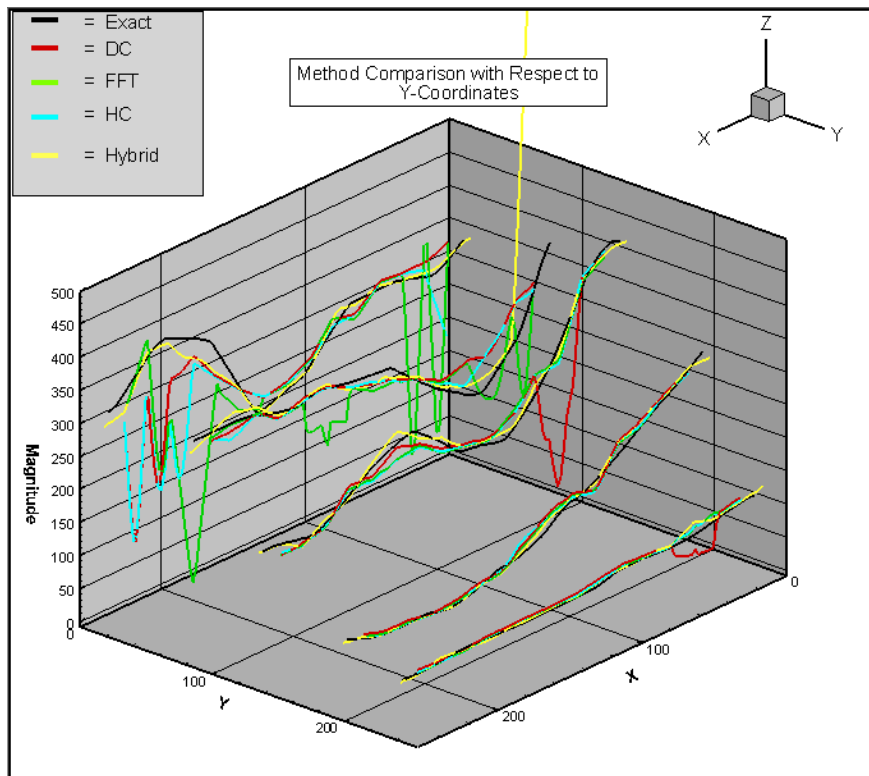 = Exact
= DC
= FFT
= HC
= Hybrid
Method Comparison with Respect to
Y-Coordinates
Z
X
Y
500
450
400
350
300
250
200
150
100
50
0
0
Magnitude
100
200
Y
0
100
200
X